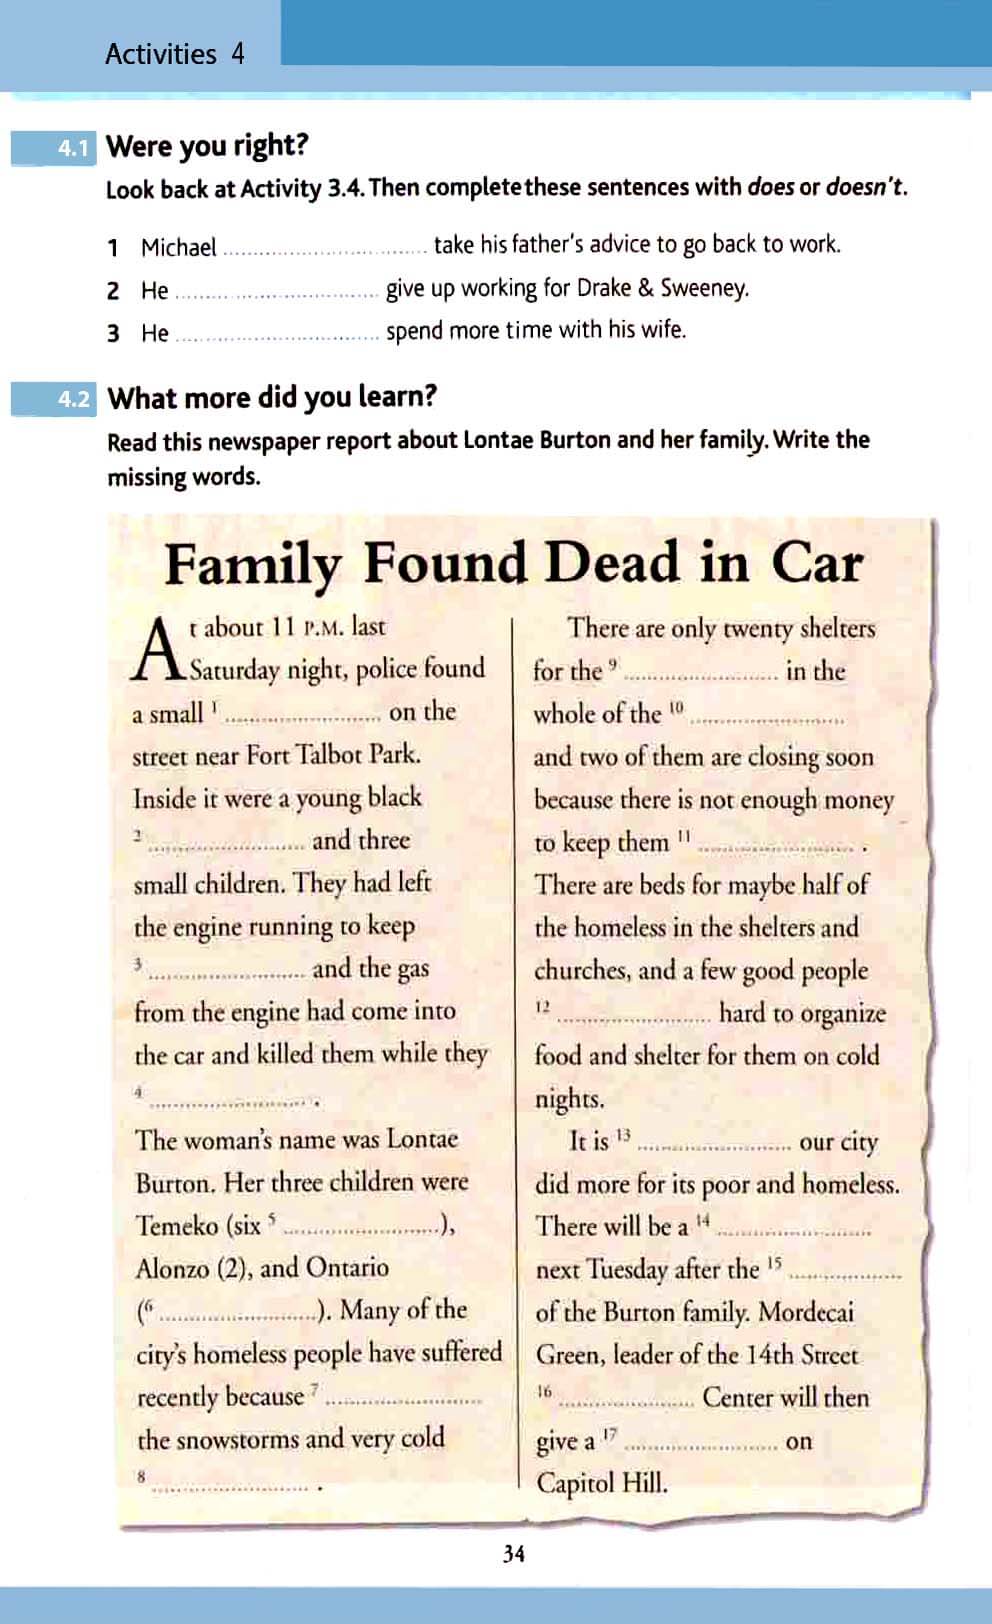 Activities 4
4.1 Were you right?
Look back at Activity 3.4. Then complete these sentences with does or doesn't.
1 Michael .................................. take his father's advice to go back to work.
2 He .................................. give up working for Drake & Sweeney.
3 He .................................. spend more time with his wife.
4.2 What more did you learn?
Read this newspaper report about Lontae Burton and her family. Write the
missing words.
Family Found Dead in Car
At about 11 P.M. last
Saturday night, police found
a small 1 .......................... on the
street near Fort Talbot Park.
Inside it were a young black
2 .......................... and three
small children. They had left
the engine running to keep
3 .......................... and the gas
from the engine had come into
the car and killed them while they
4 .......................... .
The woman's name was Lontae
Burton. Her three children were
Temeko (six 5 ..........................),
Alonzo (2), and Ontario
(6 ..........................). Many of the
city's homeless people have suffered
recently because 7 ..........................
the snowstorms and very cold
8 .......................... .
There are only twenty shelters
for the 9 .......................... in the
whole of the 10 ..........................
and two of them are closing soon
because there is not enough money
to keep them 11 .......................... .
There are beds for maybe half of
the homeless in the shelters and
churches, and a few good people
12 .......................... hard to organize
food and shelter for them on cold
nights.
It is 13 .......................... our city
did more for its poor and homeless.
There will be a 14 ..........................
next Tuesday after the 15 ...................
of the Burton family. Mordecai
Green, leader of the 14th Street
16 ....................... Center will then
give a 17 .......................... on
Capitol Hill.
34